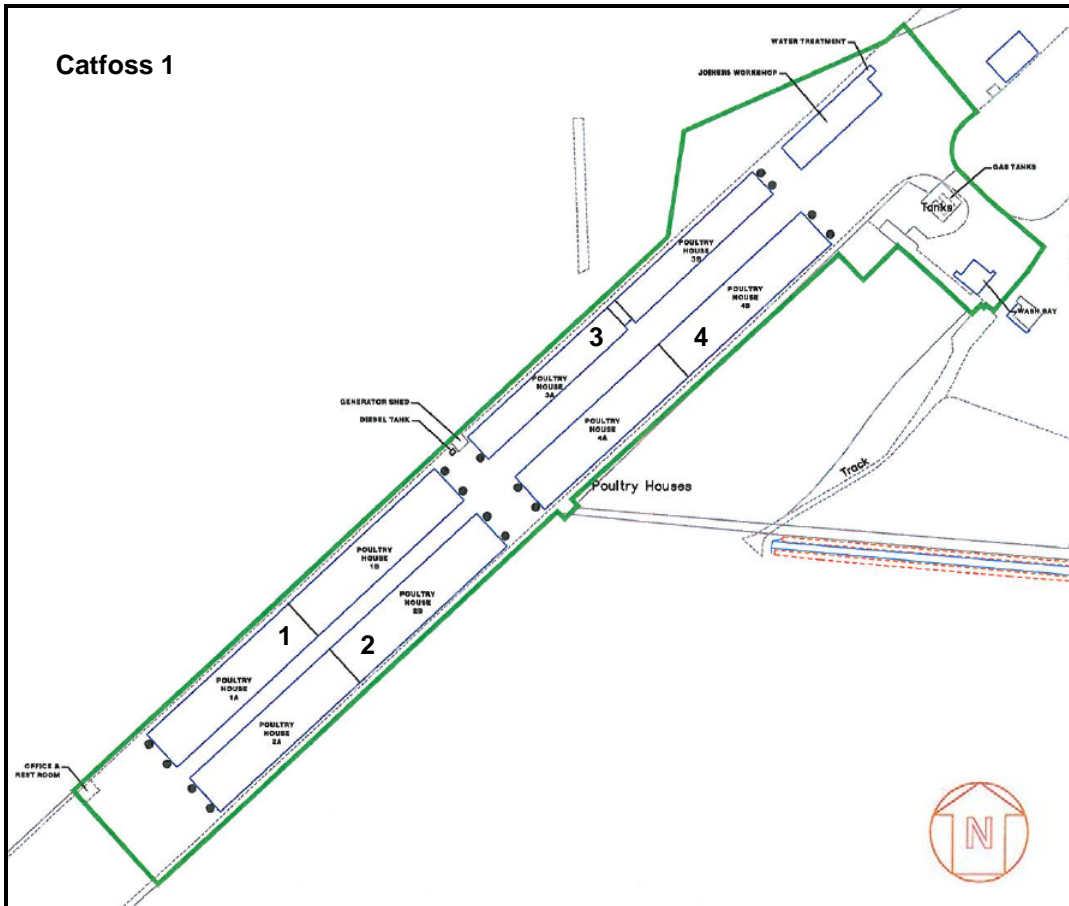 Catfoss 1
WATER TREATMENT
JOINERS WORKSHOP
GAS TANKS
Tanks
POULTRY
HOUSE
3B
POULTRY
HOUSE
4B
WASH BAY
3
4
POULTRY
HOUSE
3A
GENERATOR SHED
DIESEL TANK
POULTRY
HOUSE
4A
Track
Poultry Houses
POULTRY
HOUSE
1B
POULTRY
HOUSE
2B
1
2
POULTRY
HOUSE
1A
POULTRY
HOUSE
2A
OFFICE &
REST ROOM
N